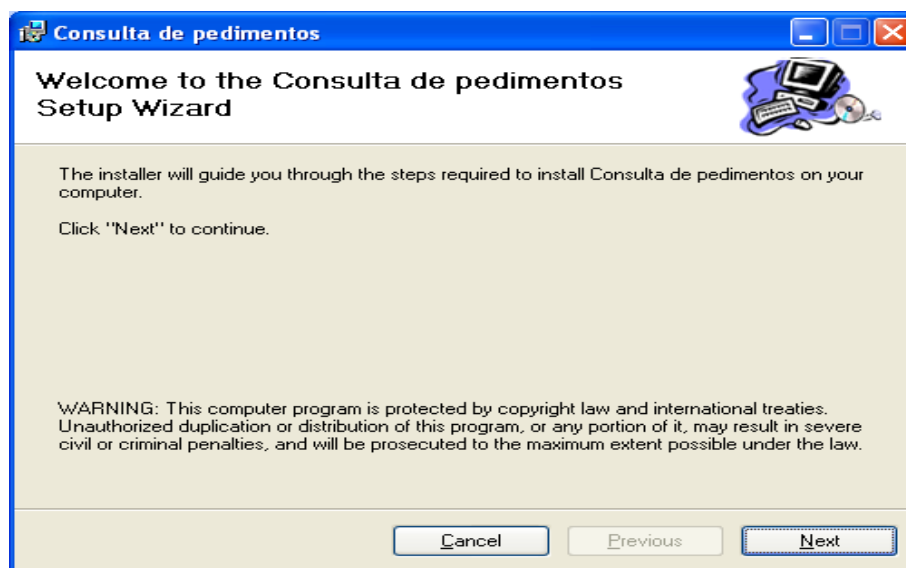 Consulta de pedimentos
Welcome to the Consulta de pedimentos
Setup Wizard
The installer will guide you through the steps required to install Consulta de pedimentos on your
computer.
Click "Next" to continue.
WARNING: This computer program is protected by copyright law and international treaties.
Unauthorized duplication or distribution of this program, or any portion of it, may result in severe
civil or criminal penalties, and will be prosecuted to the maximum extent possible under the law.
Cancel Previous Next